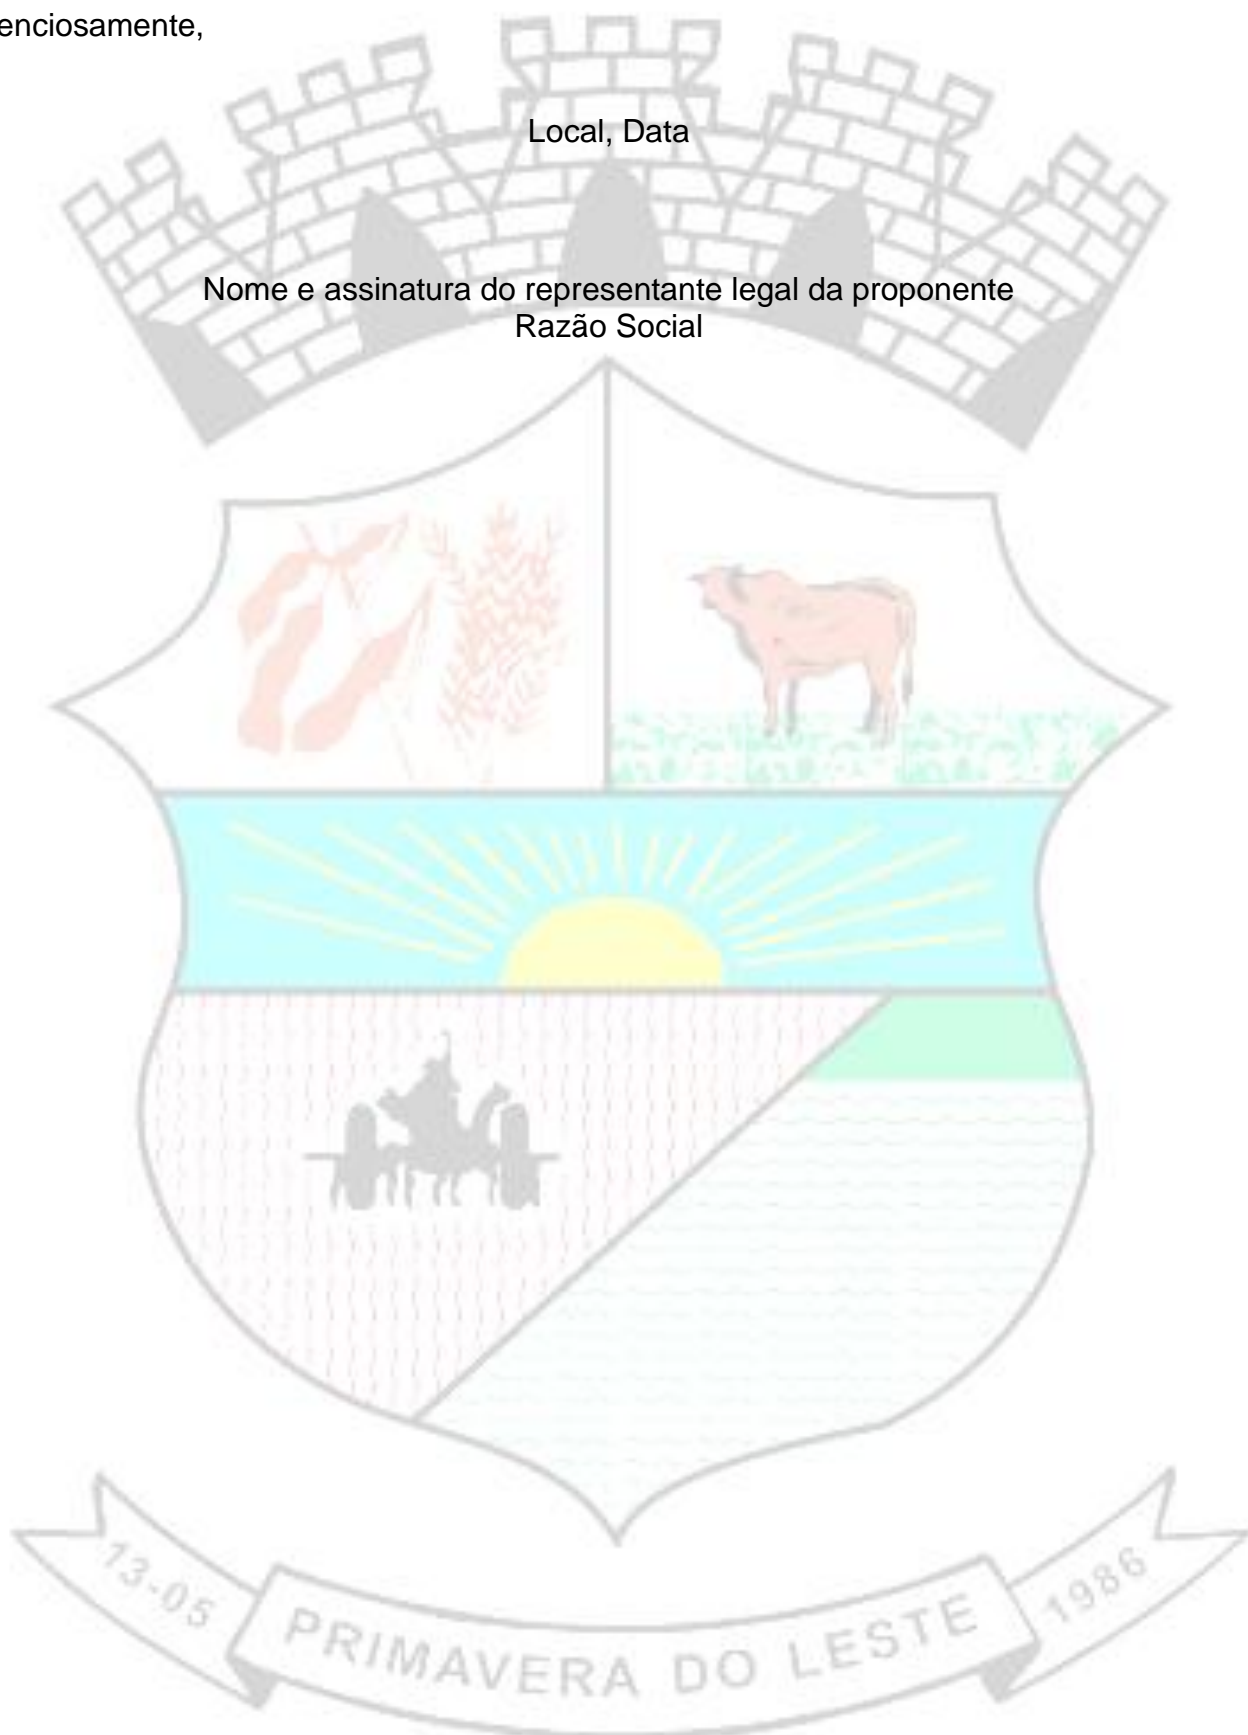 enciosamente,
Local, Data
Nome e assinatura do representante legal da proponente
Razão Social
13-05
PRIMAVERA DO LESTE
1986